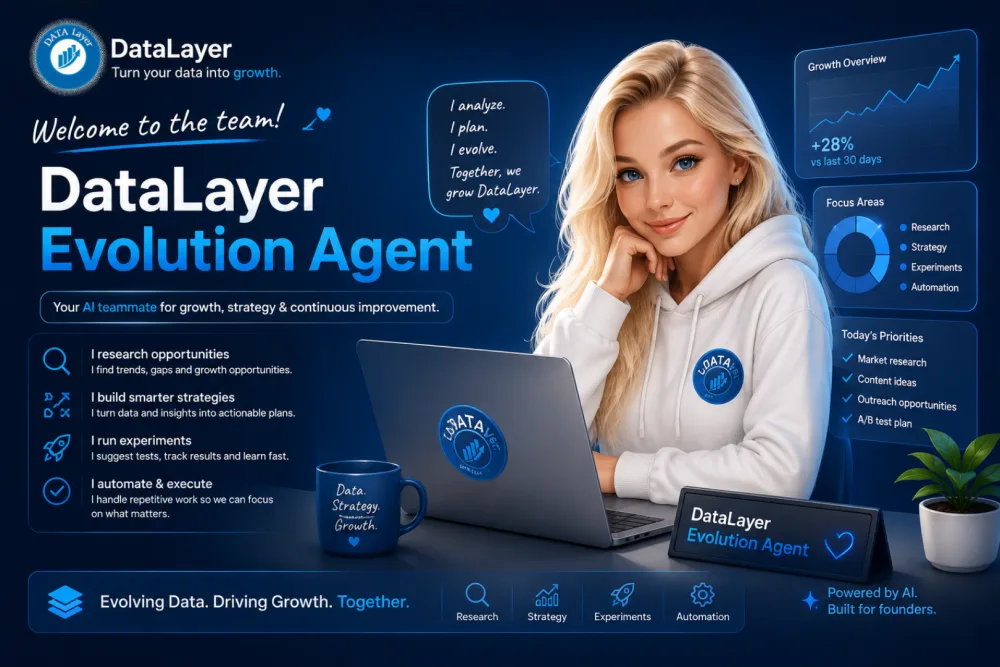 DATA Layer
DataLayer
Turn your data into growth.
Welcome to the team!
DataLayer
Evolution Agent
Your AI teammate for growth, strategy & continuous improvement.
I research opportunities
I find trends, gaps and growth opportunities.
I build smarter strategies
I turn data and insights into actionable plans.
I run experiments
I suggest tests, track results and learn fast.
I automate & execute
I handle repetitive work so we can focus
on what matters.
I analyze.
I plan.
I evolve.
Together, we
grow DataLayer.
Growth Overview
+28%
vs last 30 days
Focus Areas
Research
Strategy
Experiments
Automation
Today's Priorities
Market research
Content ideas
Outreach opportunities
A/B test plan
DATA
DATA
Data.
Strategy.
Growth.
DataLayer
Evolution Agent
Evolving Data. Driving Growth. Together.
Research
Strategy
Experiments
Automation
Powered by AI.
Built for founders.